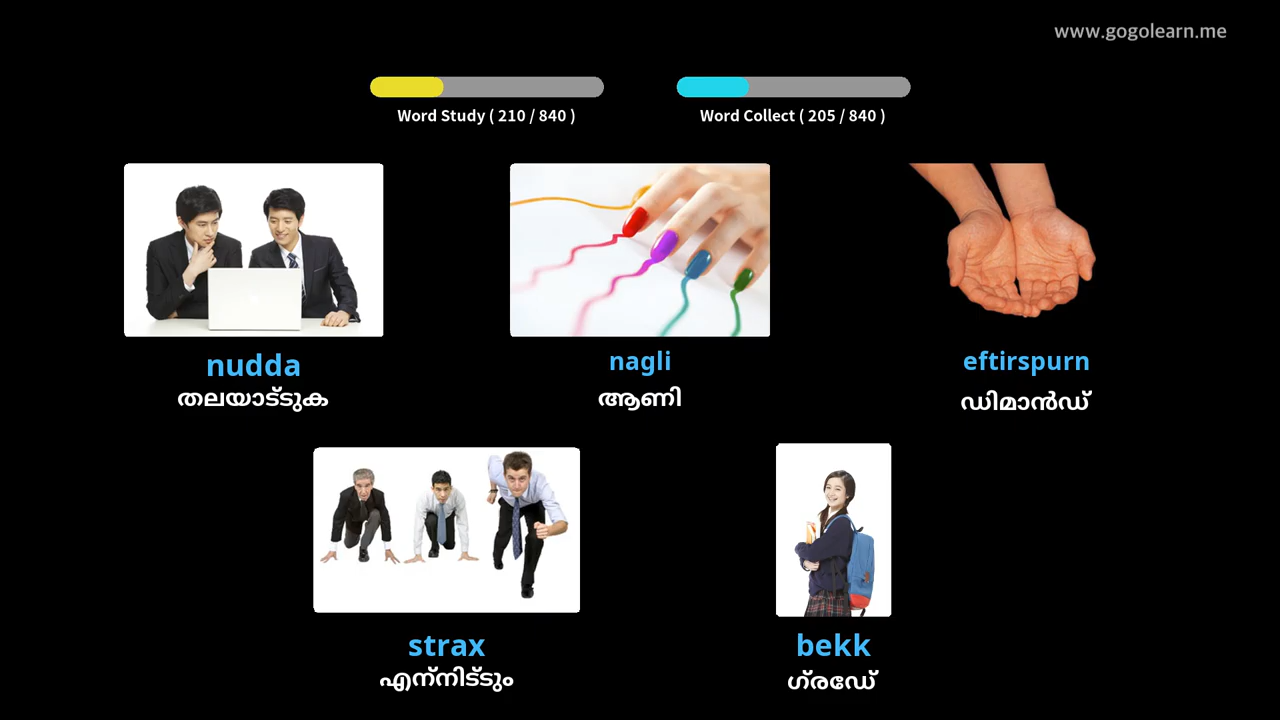 www.gogolearn.me
Word Study ( 210 / 840 )
Word Collect ( 205 / 840 )
nudda
തലയാട്ടുക
nagli
ആണി
eftirspurn
ഡിമാൻഡ്
strax
എന്നിട്ടും
bekk
ഗ്രേഡ്